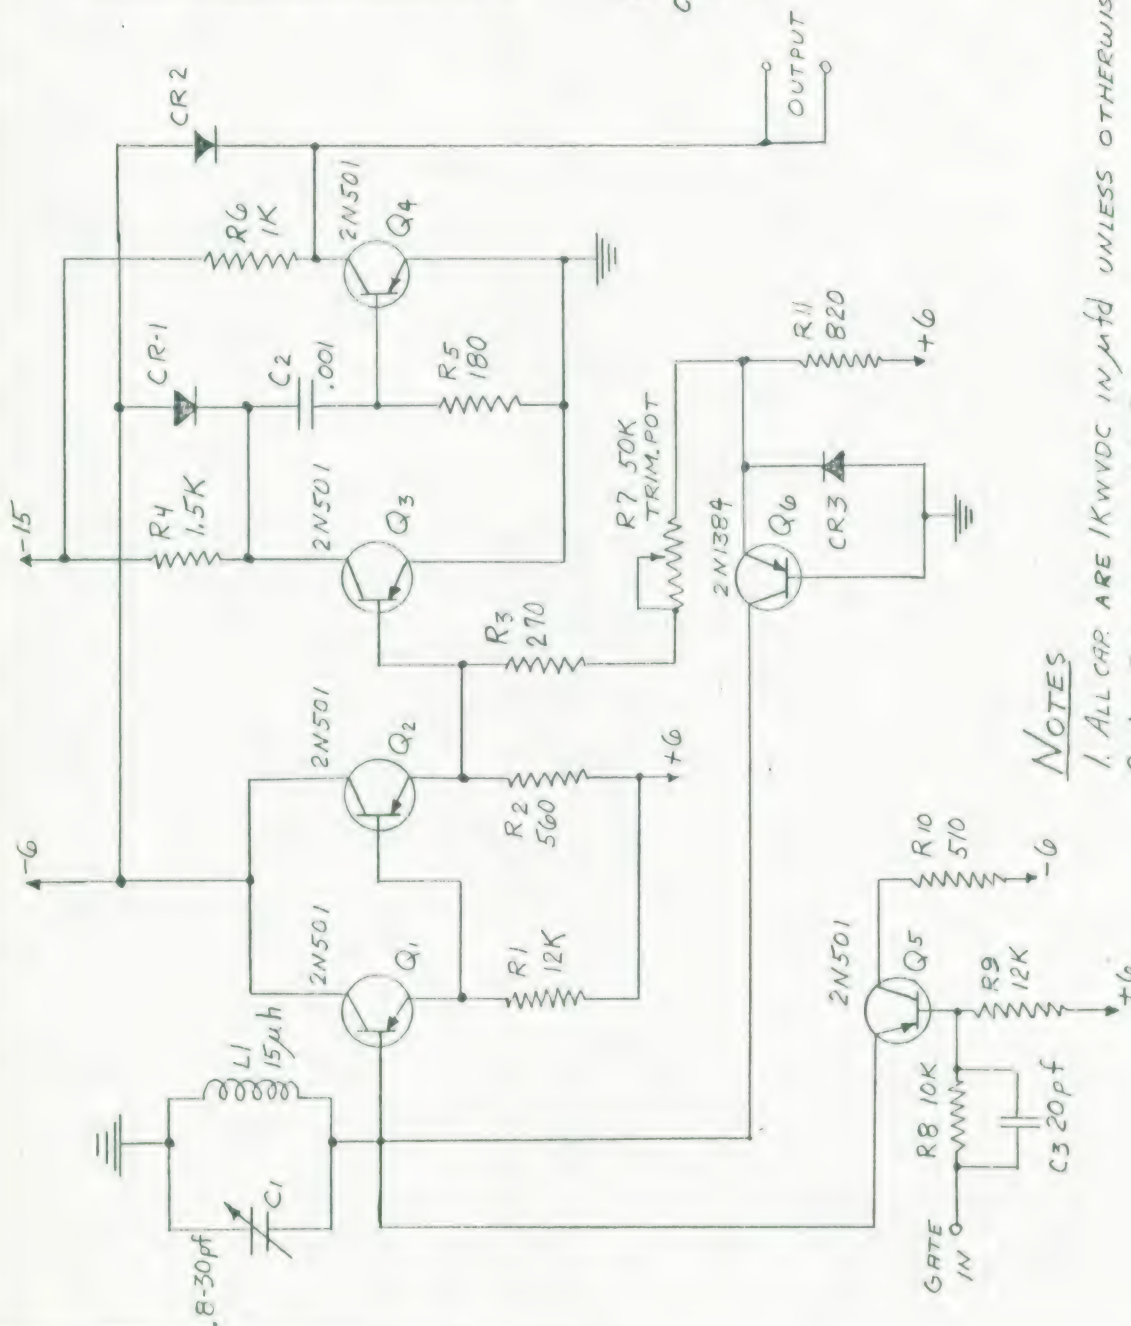 -15
-6
CR2
R6
1K
CR-1
R4
1.5K
C2
.001
2N501
Q4
R5
180
2N501
Q3
OUTPUT
L1
15µh
C1
8-30pf
2N501
Q1
2N501
Q2
R3
270
R1
12K
R2
560
+6
R7 50K
TRIM. POT
2N1384
Q6
CR3
R11
820
+6
2N501
Q5
R10
510
-6
R8 10K
C3 20pf
R9
12K
+6
GATE
IN
NOTES
1. ALL CAP. ARE 1KWVDC IN µfd UNLESS OTHERWIS